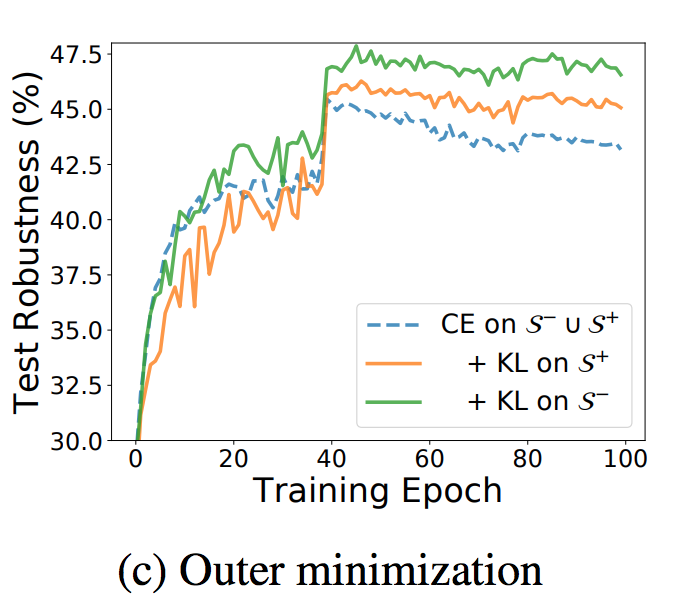 47.5
45.0
42.5
40.0
37.5
35.0
32.5
30.0
Test Robustness (%)
CE on 𝒮⁻ ∪ 𝒮⁺
+ KL on 𝒮⁺
+ KL on 𝒮⁻
0 20 40 60 80 100
Training Epoch
(c) Outer minimization